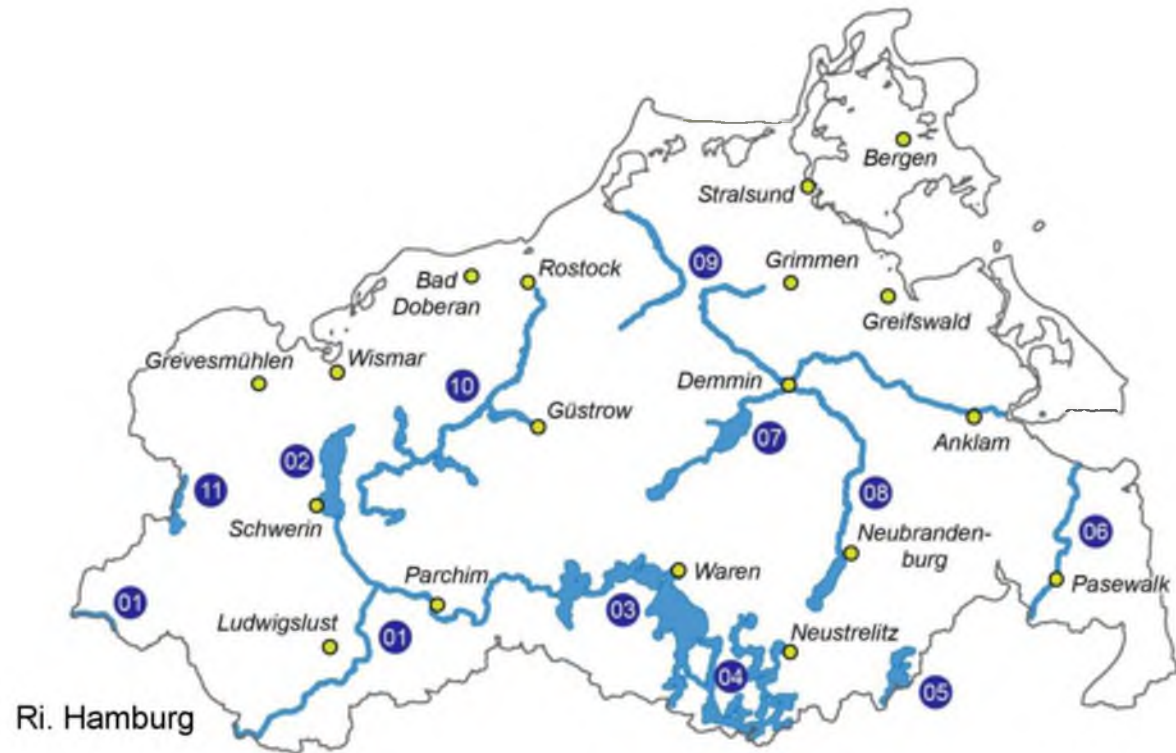 Bergen
Stralsund
09
Grimmen
Bad
Doberan
Rostock
Greifswald
Grevesmühlen
Wismar
10
Demmin
Güstrow
07
Anklam
02
11
08
Schwerin
06
Neubranden-
burg
Parchim
Waren
Pasewalk
01
03
Ludwigslust
01
Neustrelitz
04
05
Ri. Hamburg